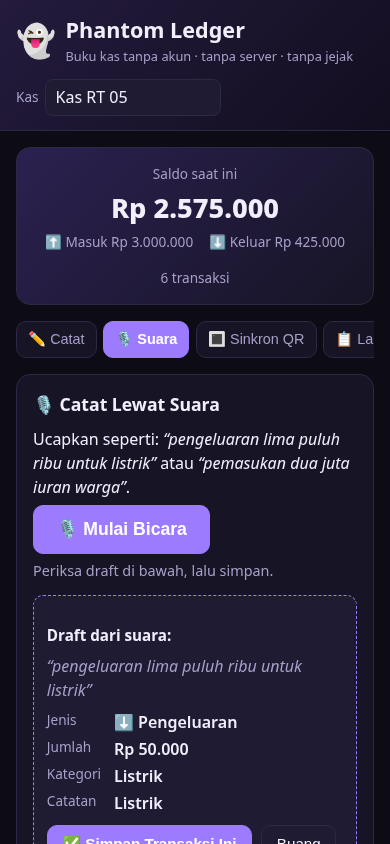 Phantom Ledger
Buku kas tanpa akun · tanpa server · tanpa jejak
Kas Kas RT 05
Saldo saat ini
Rp 2.575.000
⬆️ Masuk Rp 3.000.000 ⬇️ Keluar Rp 425.000
6 transaksi
✏️ Catat 🎙️ Suara 🔳 Sinkron QR 📋 La
🎙️ Catat Lewat Suara
Ucapkan seperti: “pengeluaran lima puluh
ribu untuk listrik” atau “pemasukan dua juta
iuran warga”.
🎙️ Mulai Bicara
Periksa draft di bawah, lalu simpan.
Draft dari suara:
“pengeluaran lima puluh ribu untuk
listrik”
Jenis ⬇️ Pengeluaran
Jumlah Rp 50.000
Kategori Listrik
Catatan Listrik
✅ Simpan Transaksi Ini Buang